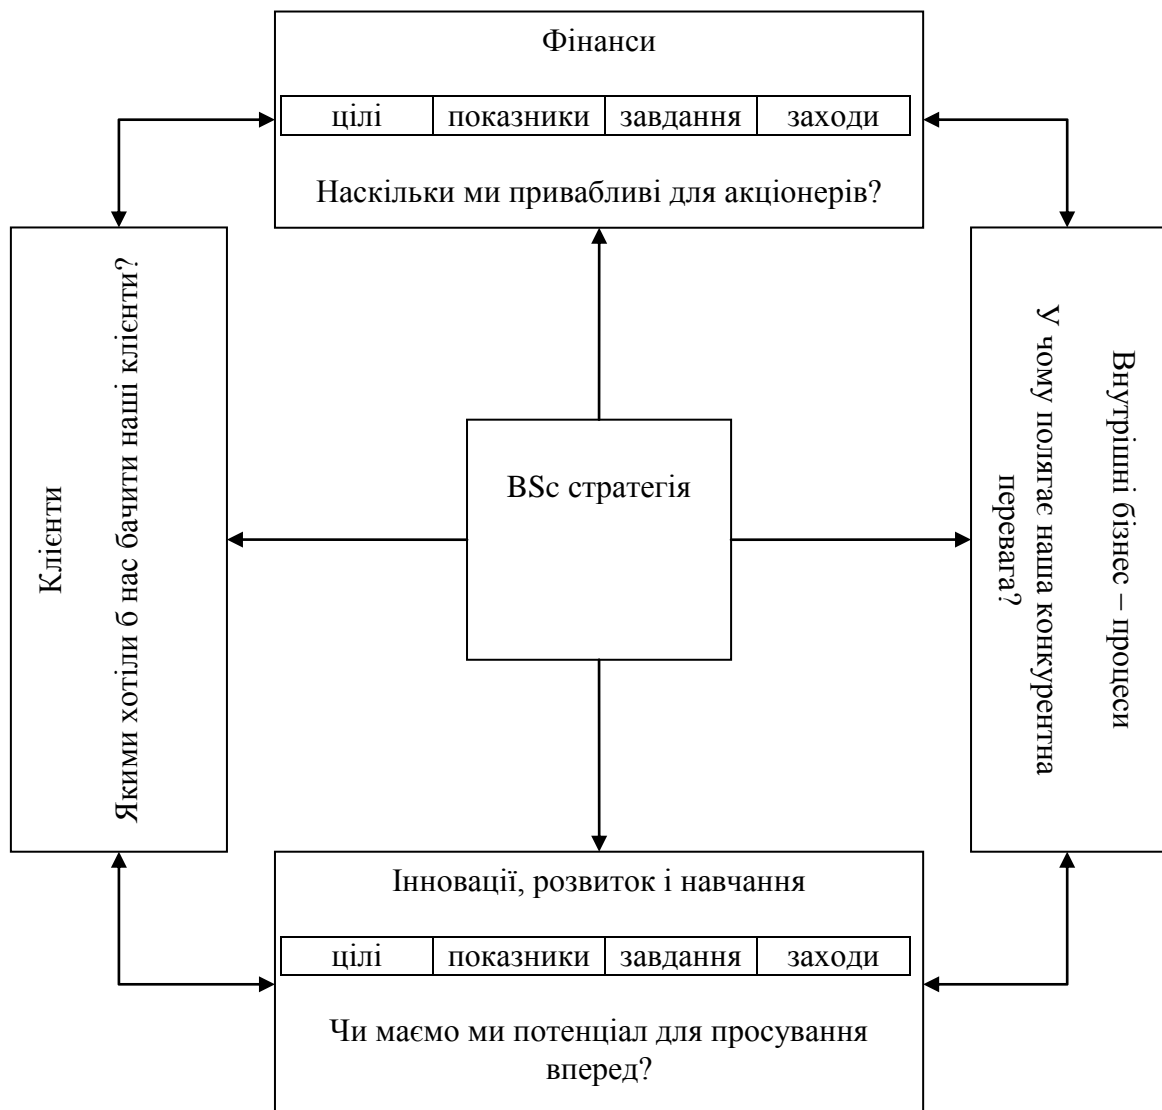 Фінанси
цілі показники завдання заходи
Наскільки ми привабливі для акціонерів?
Клієнти
Якими хотіли б нас бачити наші клієнти?
BSc стратегія
Внутрішні бізнес – процеси
У чому полягає наша конкурентна
перевага?
Інновації, розвиток і навчання
цілі показники завдання заходи
Чи маємо ми потенціал для просування
вперед?